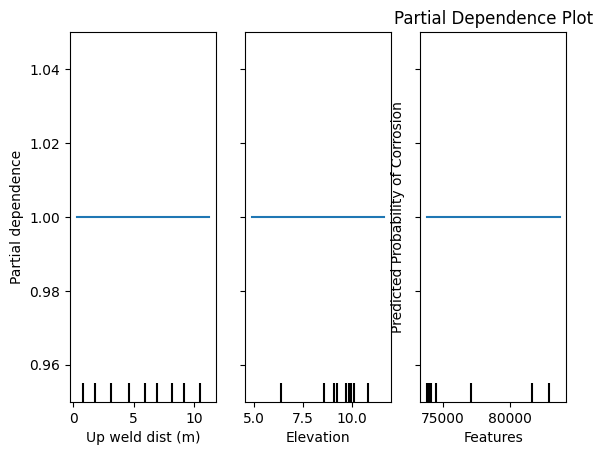 Partial Dependence Plot
Partial dependence
1.04
1.02
1.00
0.98
0.96
0 5 10
Up weld dist (m)
5.0 7.5 10.0
Elevation
Predicted Probability of Corrosion
75000 80000
Features